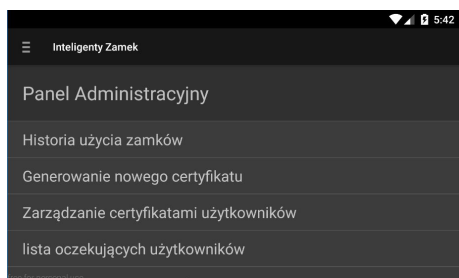 5:42
Inteligenty Zamek
Panel Administracyjny
Historia użycia zamków
Generowanie nowego certyfikatu
Zarządzanie certyfikatami użytkowników
lista oczekujących użytkowników